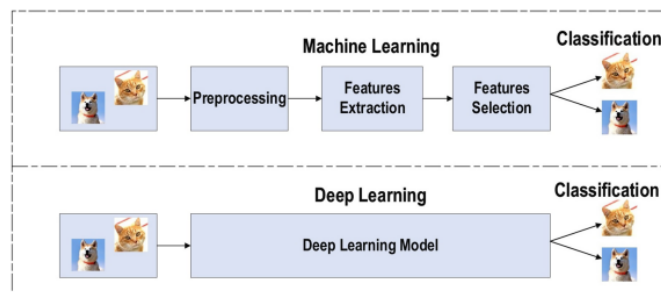 Machine Learning
Classification
Preprocessing
Features
Extraction
Features
Selection
Deep Learning
Classification
Deep Learning Model